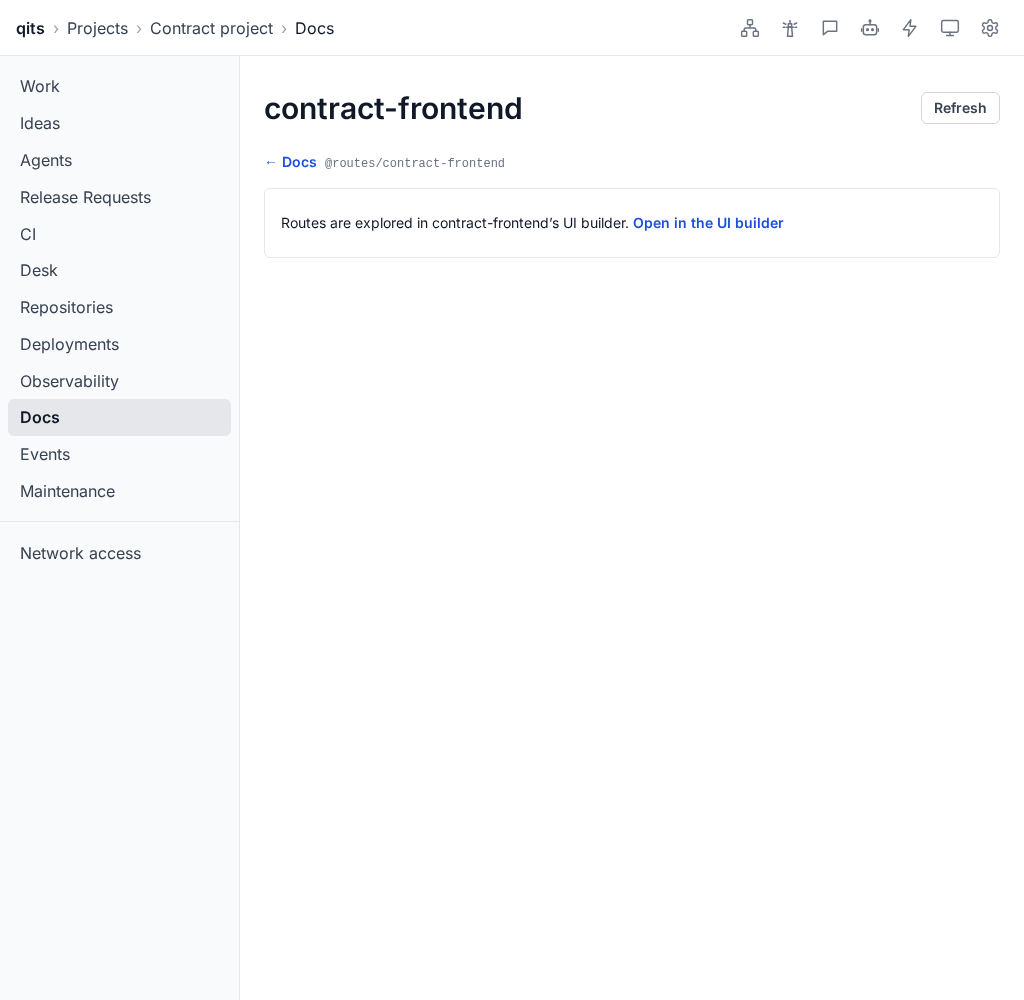 qits › Projects › Contract project › Docs
Work
Ideas
Agents
Release Requests
CI
Desk
Repositories
Deployments
Observability
Docs
Events
Maintenance
Network access
contract-frontend
Refresh
← Docs @routes/contract-frontend
Routes are explored in contract-frontend’s UI builder. Open in the UI builder